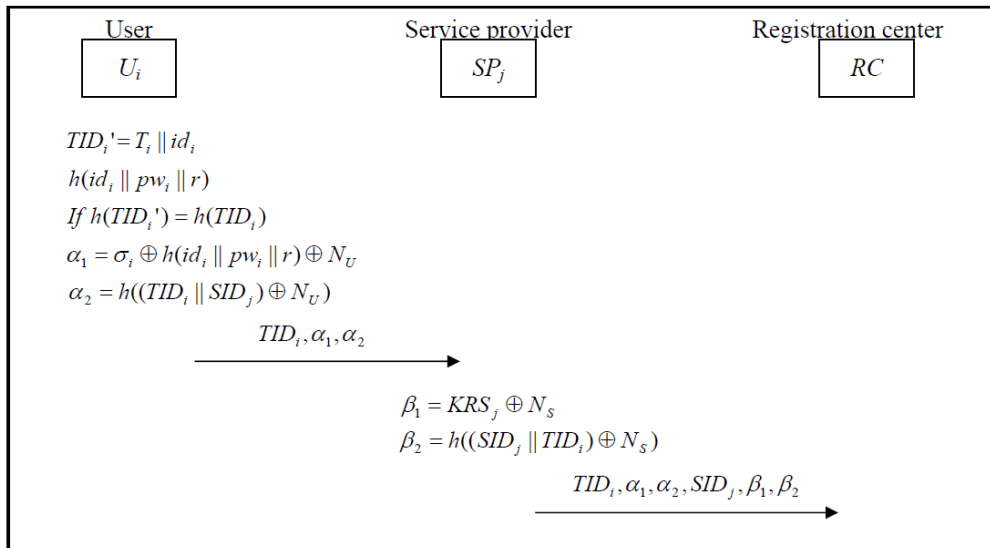 User Service provider Registration center
U_i SP_j RC
TID_i' = T_i || id_i
h(id_i || pw_i || r)
If h(TID_i') = h(TID_i)
α_1 = σ_i ⊕ h(id_i || pw_i || r) ⊕ N_U
α_2 = h((TID_i || SID_j) ⊕ N_U)
TID_i, α_1, α_2
β_1 = KRS_j ⊕ N_S
β_2 = h((SID_j || TID_i) ⊕ N_S)
TID_i, α_1, α_2, SID_j, β_1, β_2